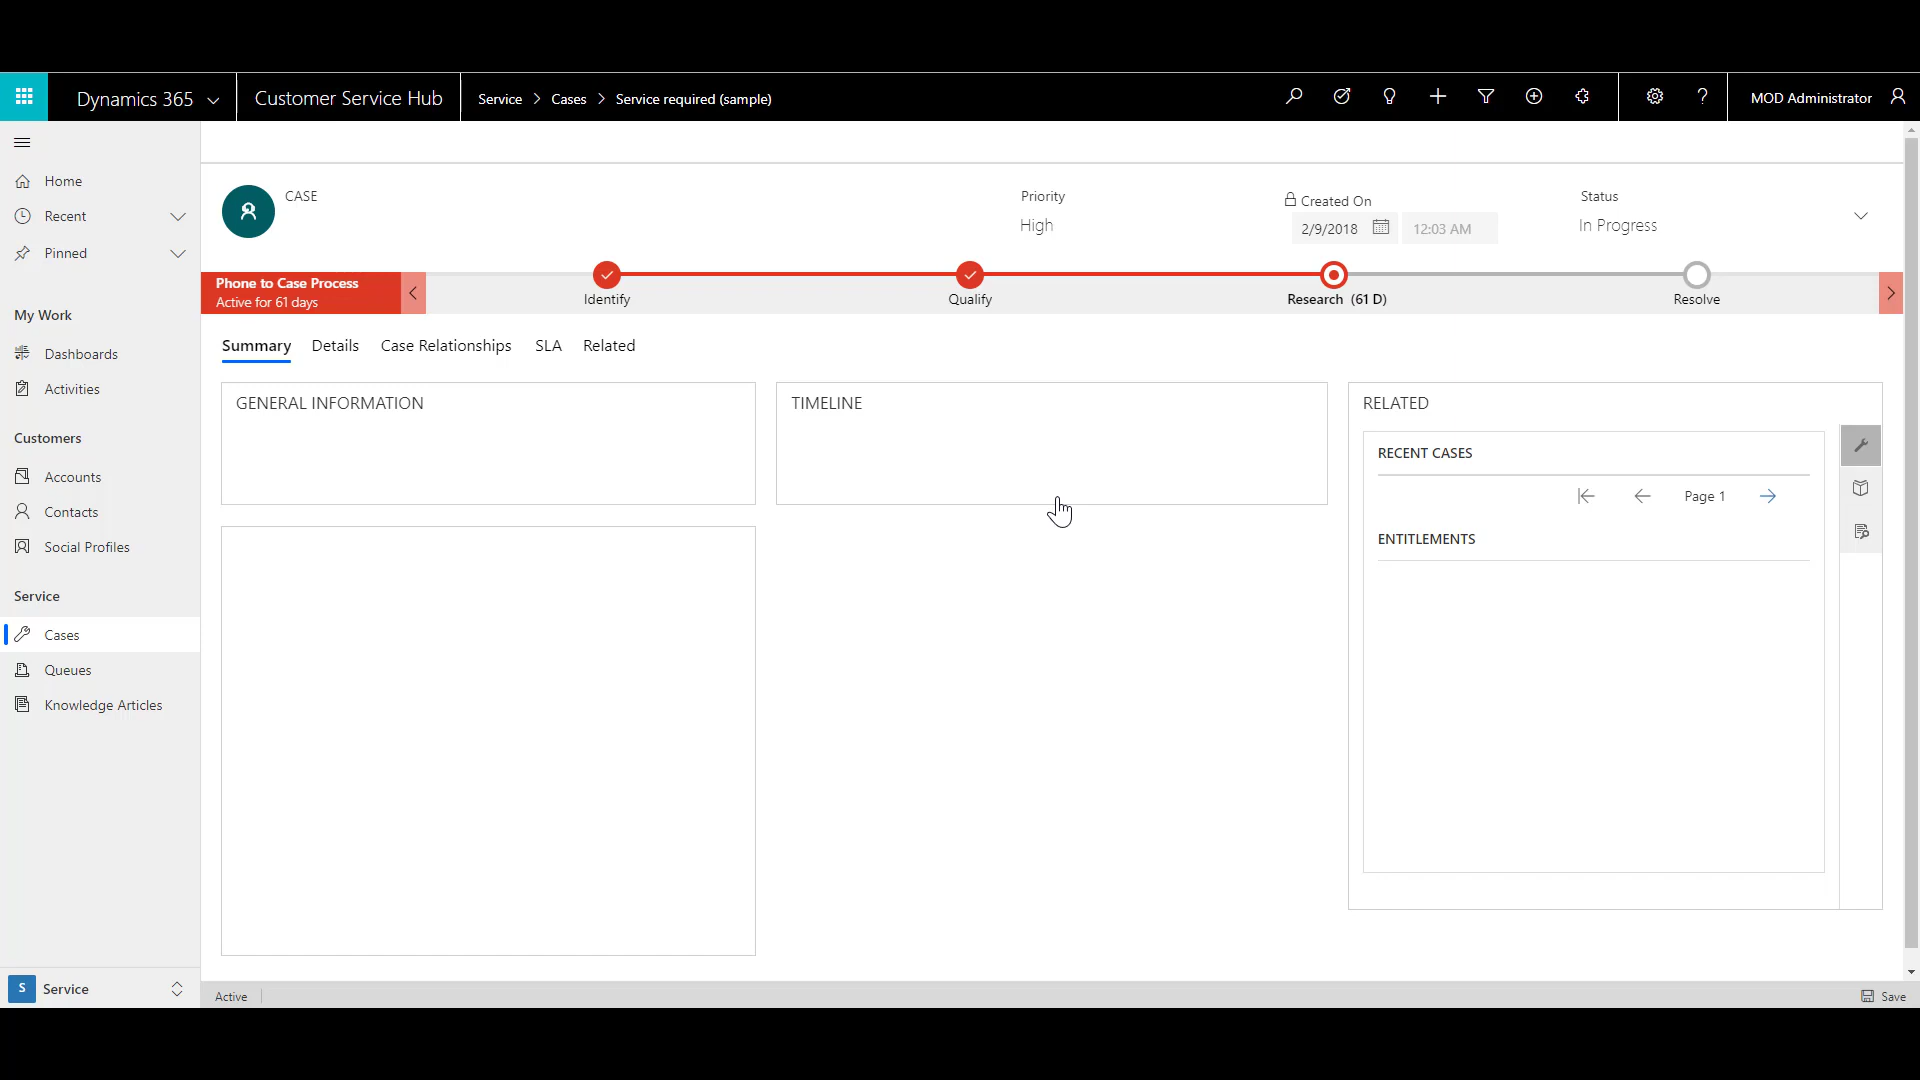 Dynamics 365
Customer Service Hub
Service > Cases > Service required (sample)
MOD Administrator
Home
Recent
Pinned
My Work
Dashboards
Activities
Customers
Accounts
Contacts
Social Profiles
Service
Cases
Queues
Knowledge Articles
S Service
CASE
Priority
High
Created On
2/9/2018 12:03 AM
Status
In Progress
Phone to Case Process
Active for 61 days
Identify
Qualify
Research (61 D)
Resolve
Summary Details Case Relationships SLA Related
GENERAL INFORMATION
TIMELINE
RELATED
RECENT CASES
Page 1
ENTITLEMENTS
Active
Save